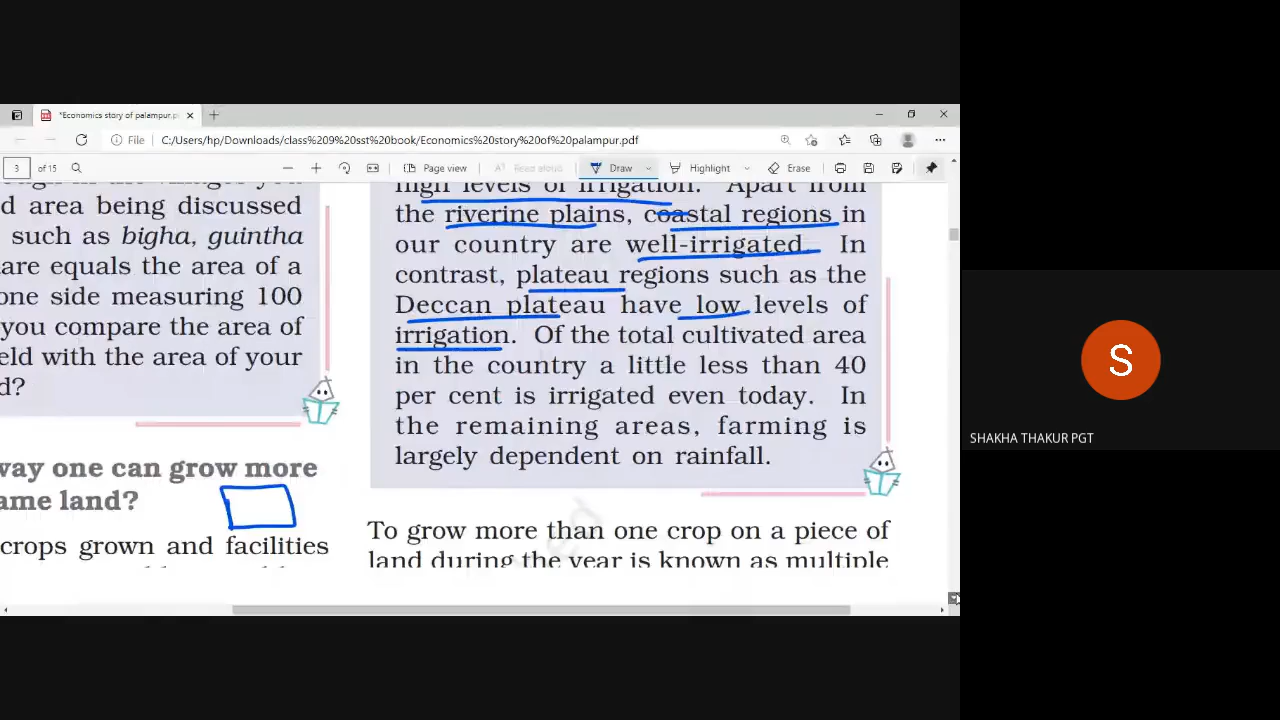 *Economics story of palampur.p
File
C:/Users/hp/Downloads/class%209%20sst%20book/Economics%20story%20of%20palampur.pdf
3 of 15
Page view
Read aloud
Draw
Highlight
Erase
d area being discussed
such as bigha, guintha
are equals the area of a
one side measuring 100
you compare the area of
eld with the area of your
d?
way one can grow more
ame land?
crops grown and facilities
high levels of irrigation. Apart from
the riverine plains, coastal regions in
our country are well-irrigated. In
contrast, plateau regions such as the
Deccan plateau have low levels of
irrigation. Of the total cultivated area
in the country a little less than 40
per cent is irrigated even today. In
the remaining areas, farming is
largely dependent on rainfall.
To grow more than one crop on a piece of
land during the year is known as multiple
S
SHAKHA THAKUR PGT